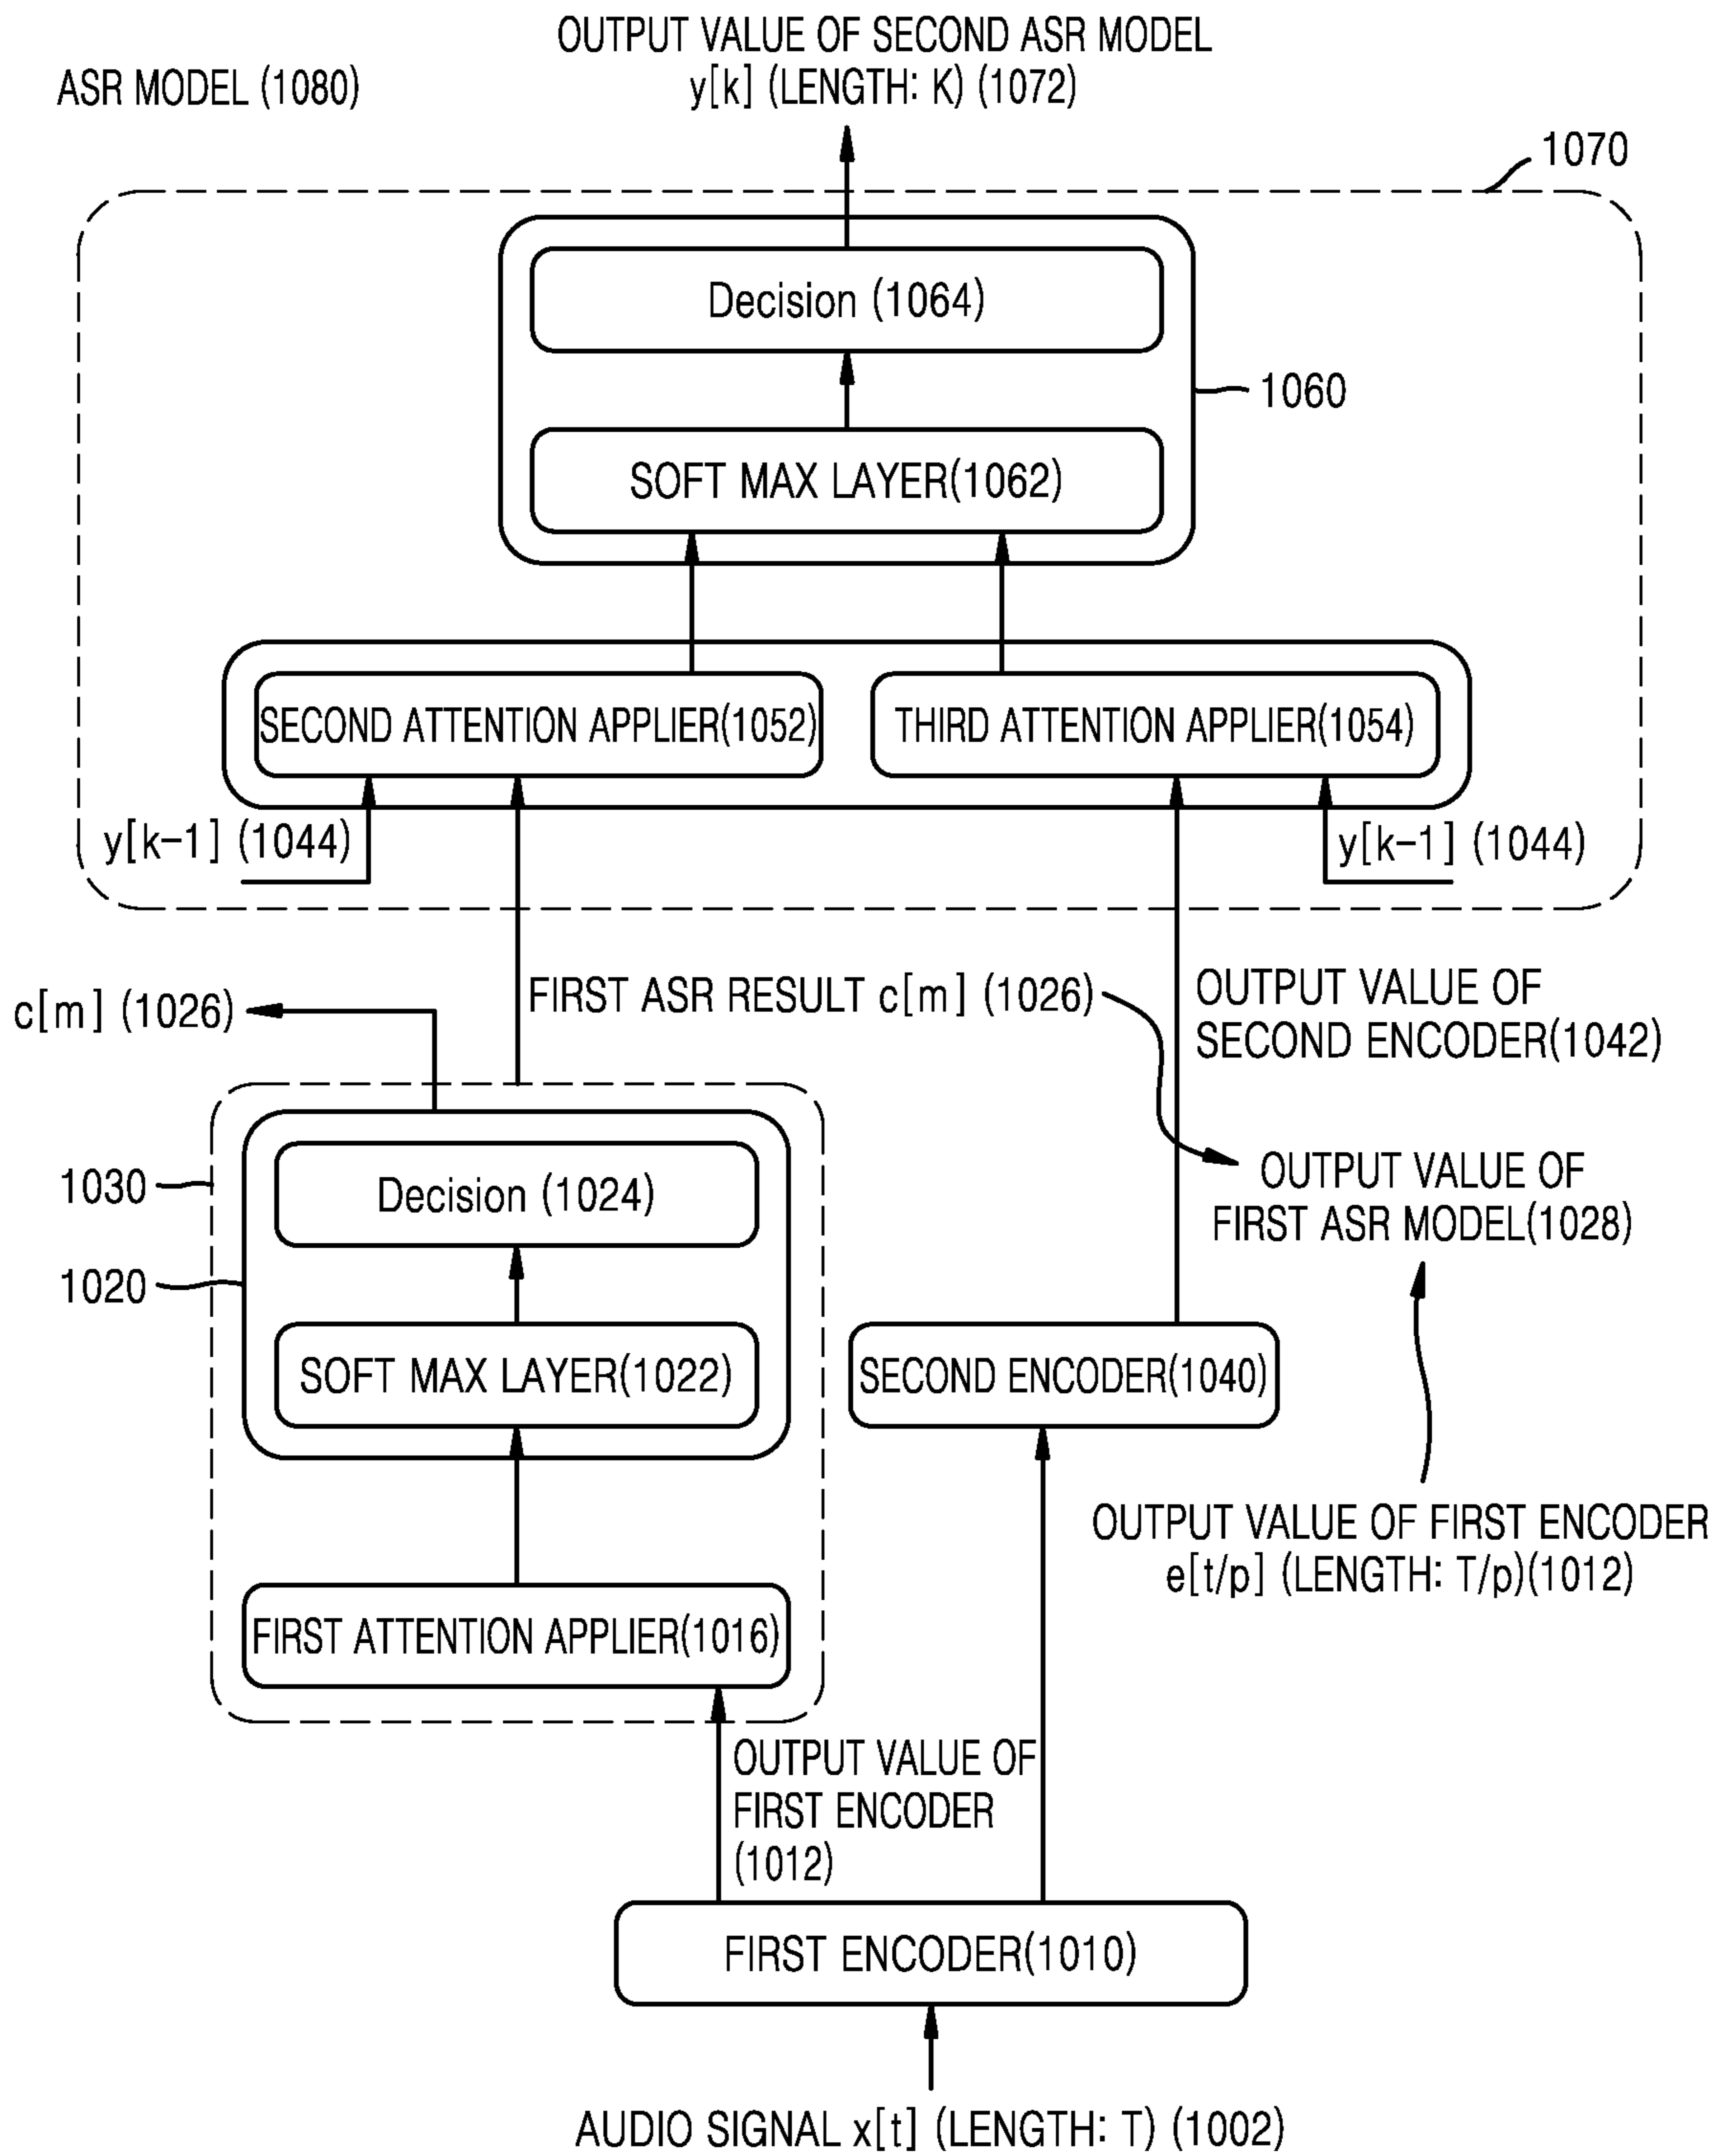 OUTPUT VALUE OF SECOND ASR MODEL
ASR MODEL (1080)
y[k] (LENGTH: K) (1072)
1070
Decision (1064)
1060
SOFT MAX LAYER(1062)
SECOND ATTENTION APPLIER(1052)
THIRD ATTENTION APPLIER(1054)
y[k-1] (1044)
y[k-1] (1044)
c[m] (1026)
FIRST ASR RESULT c[m] (1026)
OUTPUT VALUE OF
SECOND ENCODER(1042)
1030
Decision (1024)
OUTPUT VALUE OF
FIRST ASR MODEL(1028)
1020
SOFT MAX LAYER(1022)
SECOND ENCODER(1040)
OUTPUT VALUE OF FIRST ENCODER
e[t/p] (LENGTH: T/p)(1012)
FIRST ATTENTION APPLIER(1016)
OUTPUT VALUE OF
FIRST ENCODER
(1012)
FIRST ENCODER(1010)
AUDIO SIGNAL x[t] (LENGTH: T) (1002)